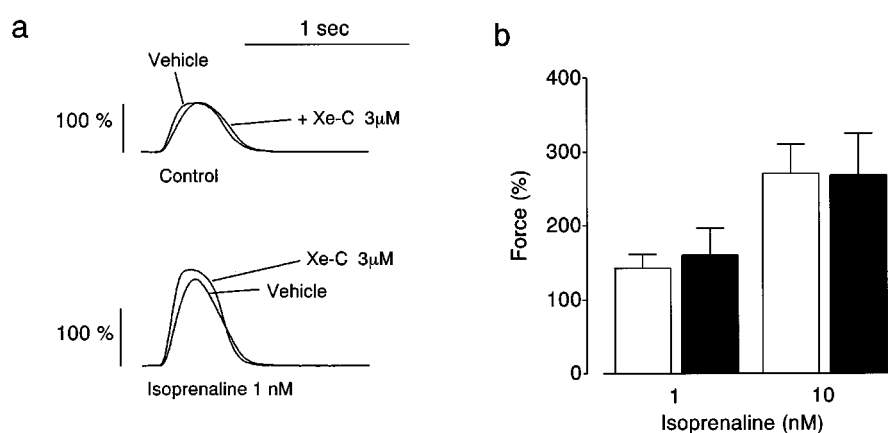 a
1 sec
Vehicle
100 %
+ Xe-C 3µM
Control
Xe-C 3µM
Vehicle
100 %
Isoprenaline 1 nM
b
400
300
200
100
0
Force (%)
1 10
Isoprenaline (nM)